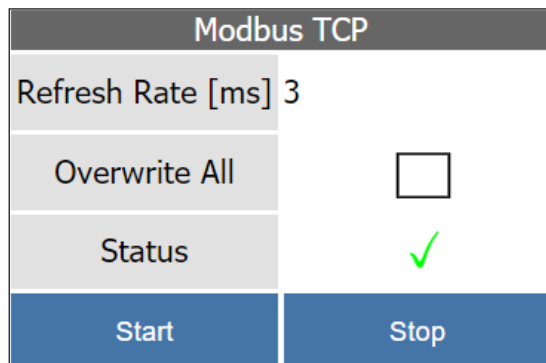 Modbus TCP
Refresh Rate [ms] 3
Overwrite All
Status
Start Stop